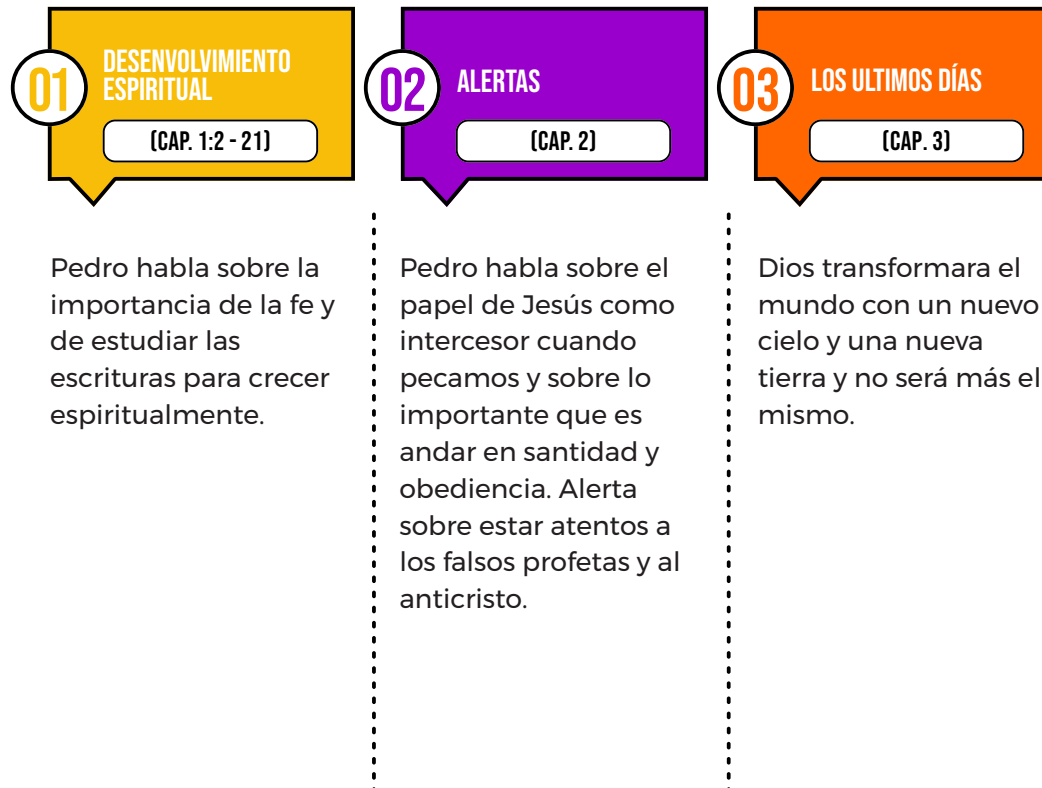 01
DESENVOLVIMIENTO
ESPIRITUAL
(CAP. 1:2 - 21)
Pedro habla sobre la
importancia de la fe y
de estudiar las
escrituras para crecer
espiritualmente.
02
ALERTAS
(CAP. 2)
Pedro habla sobre el
papel de Jesús como
intercesor cuando
pecamos y sobre lo
importante que es
andar en santidad y
obediencia. Alerta
sobre estar atentos a
los falsos profetas y al
anticristo.
03
LOS ULTIMOS DÍAS
(CAP. 3)
Dios transformara el
mundo con un nuevo
cielo y una nueva
tierra y no será más el
mismo.